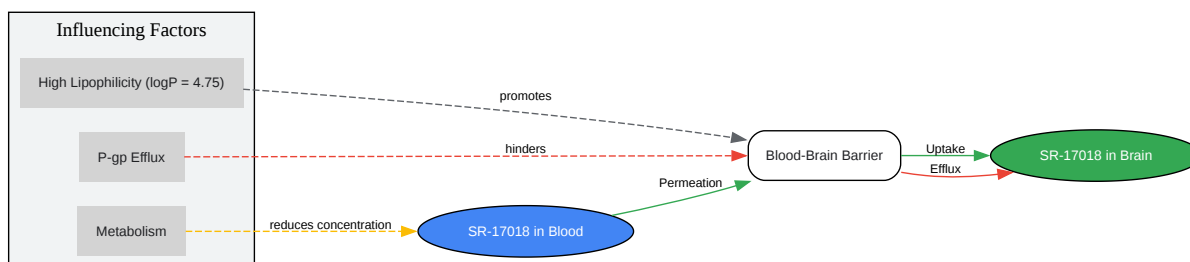 Influencing Factors
High Lipophilicity (logP = 4.75)
promotes
P-gp Efflux
hinders
Blood-Brain Barrier
Uptake
Efflux
SR-17018 in Brain
Permeation
Metabolism
reduces concentration
SR-17018 in Blood